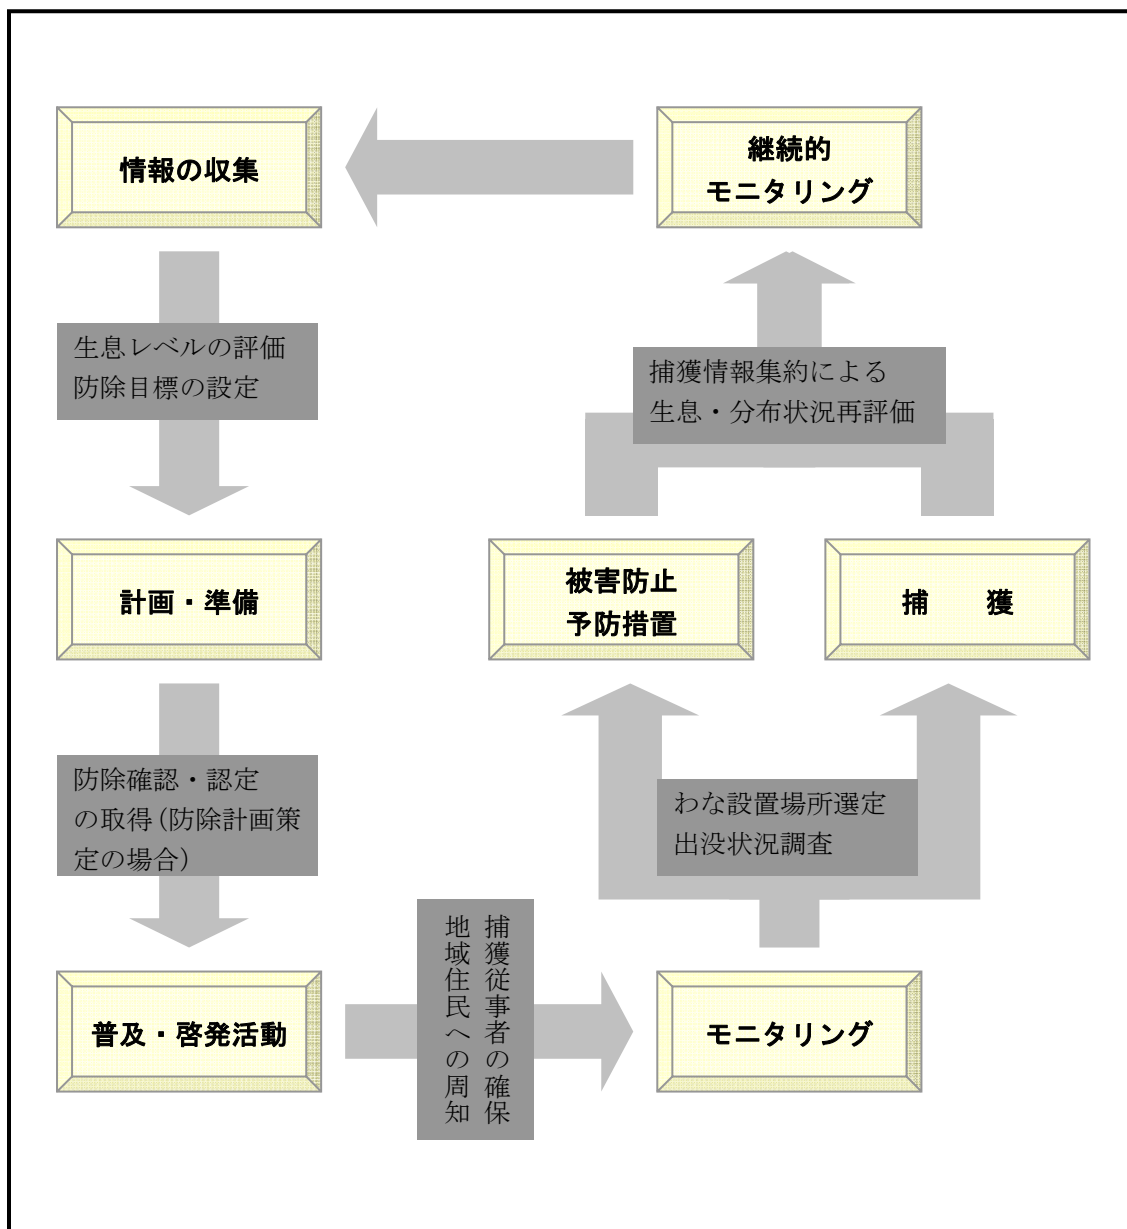 情報の収集
継続的
モニタリング
生息レベルの評価
防除目標の設定
捕獲情報集約による
生息・分布状況再評価
計画・準備
被害防止
予防措置
捕　　獲
防除確認・認定
の取得(防除計画策
定の場合)
わな設置場所選定
出没状況調査
捕獲従事者の確保
地域住民への周知
普及・啓発活動
モニタリング